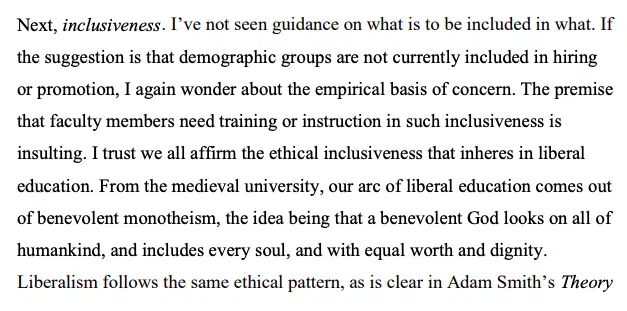 Next, inclusiveness. I’ve not seen guidance on what is to be included in what. If
the suggestion is that demographic groups are not currently included in hiring
or promotion, I again wonder about the empirical basis of concern. The premise
that faculty members need training or instruction in such inclusiveness is
insulting. I trust we all affirm the ethical inclusiveness that inheres in liberal
education. From the medieval university, our arc of liberal education comes out
of benevolent monotheism, the idea being that a benevolent God looks on all of
humankind, and includes every soul, and with equal worth and dignity.
Liberalism follows the same ethical pattern, as is clear in Adam Smith’s Theory